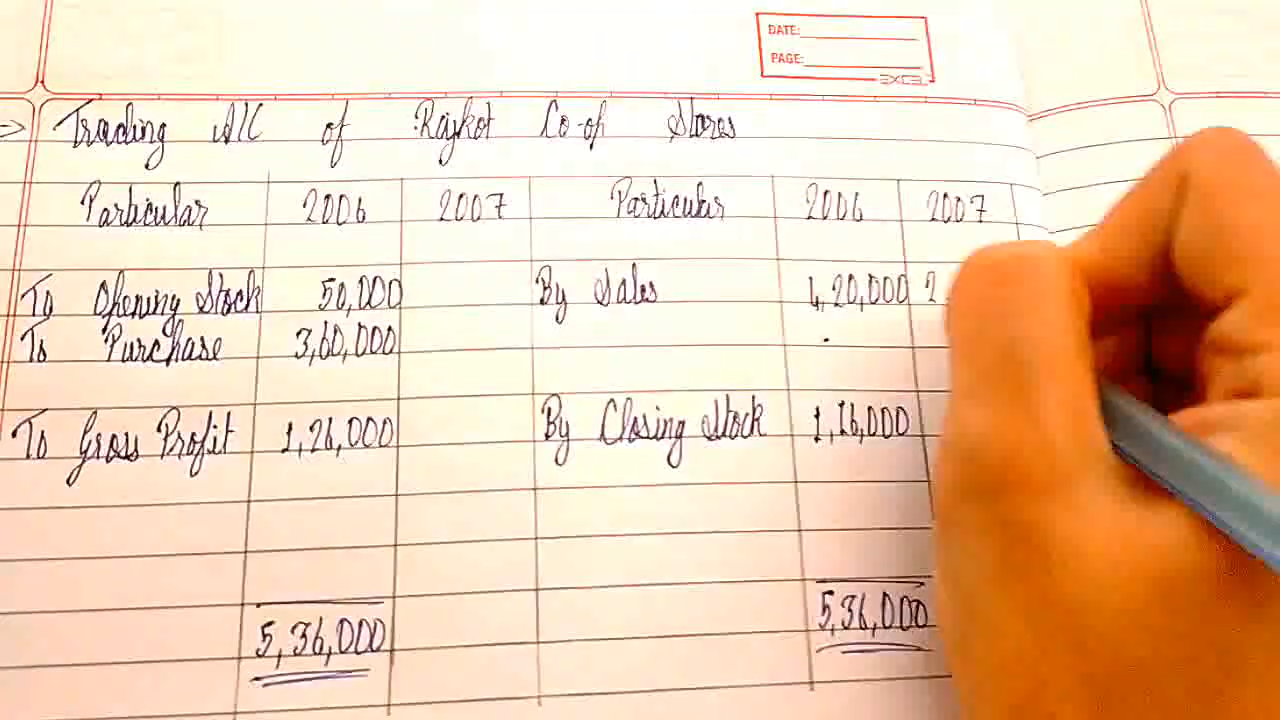 DATE:
PAGE:
EXCEL
=> Trading A/C of Rajkot Co-op Stores
Particular 2006 2007 Particular 2006 2007
To Opening Stock 50,000 By Sales 4,20,000 2
To Purchase 3,60,000
To Gross Profit 1,26,000 By Closing Stock 1,16,000
5,36,000 5,36,000